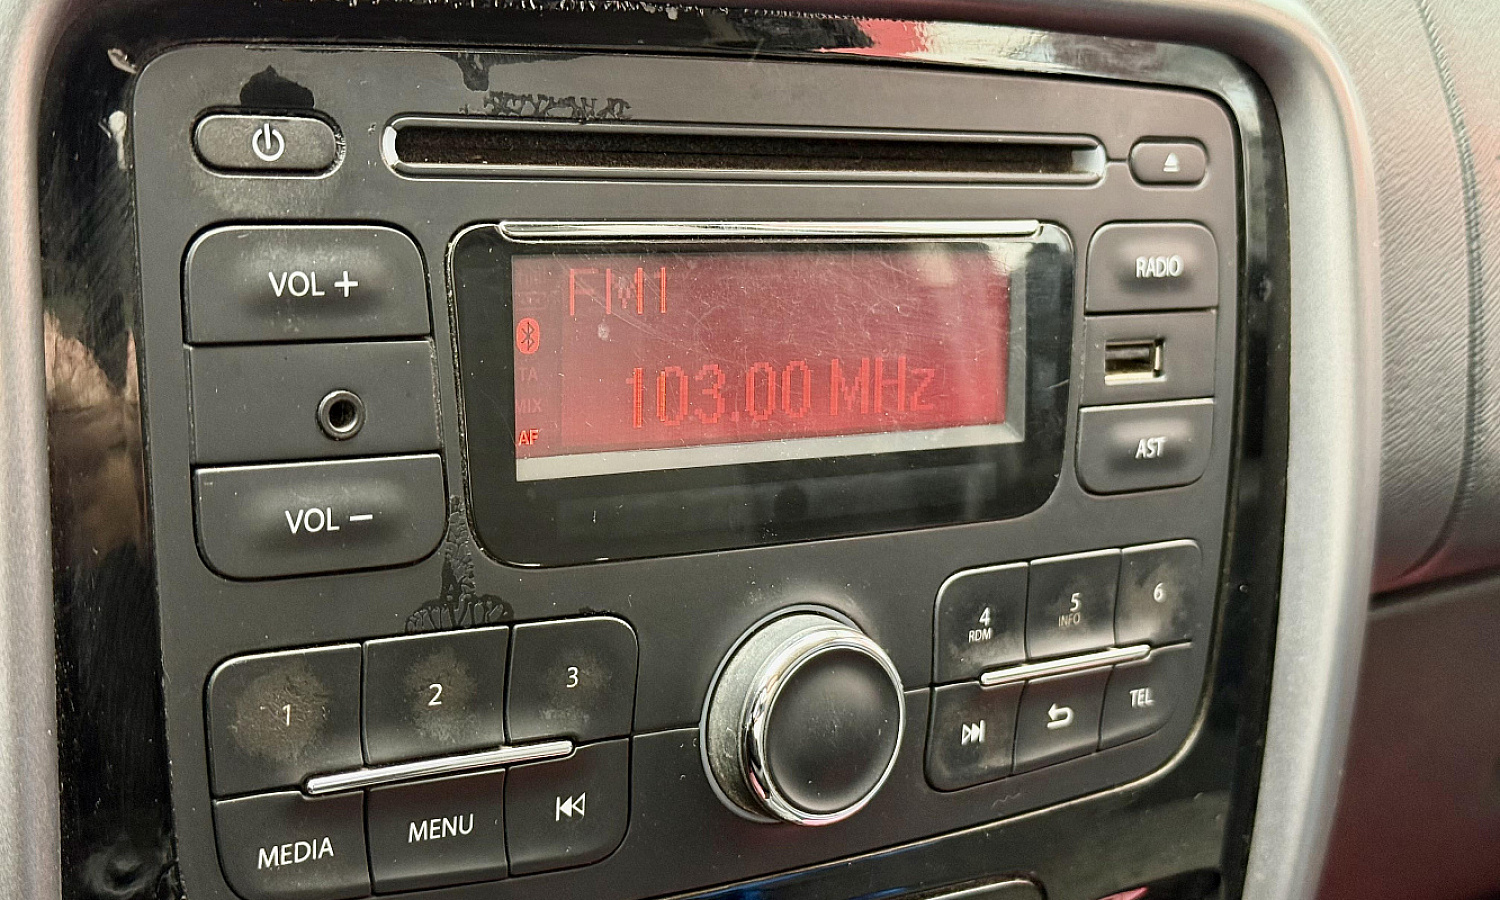 VOL +
VOL −
FM1
TA
MIX
AF
103.00 MHz
RADIO
AST
1
2
3
MEDIA
MENU
4
RDM
5
INFO
6
TEL